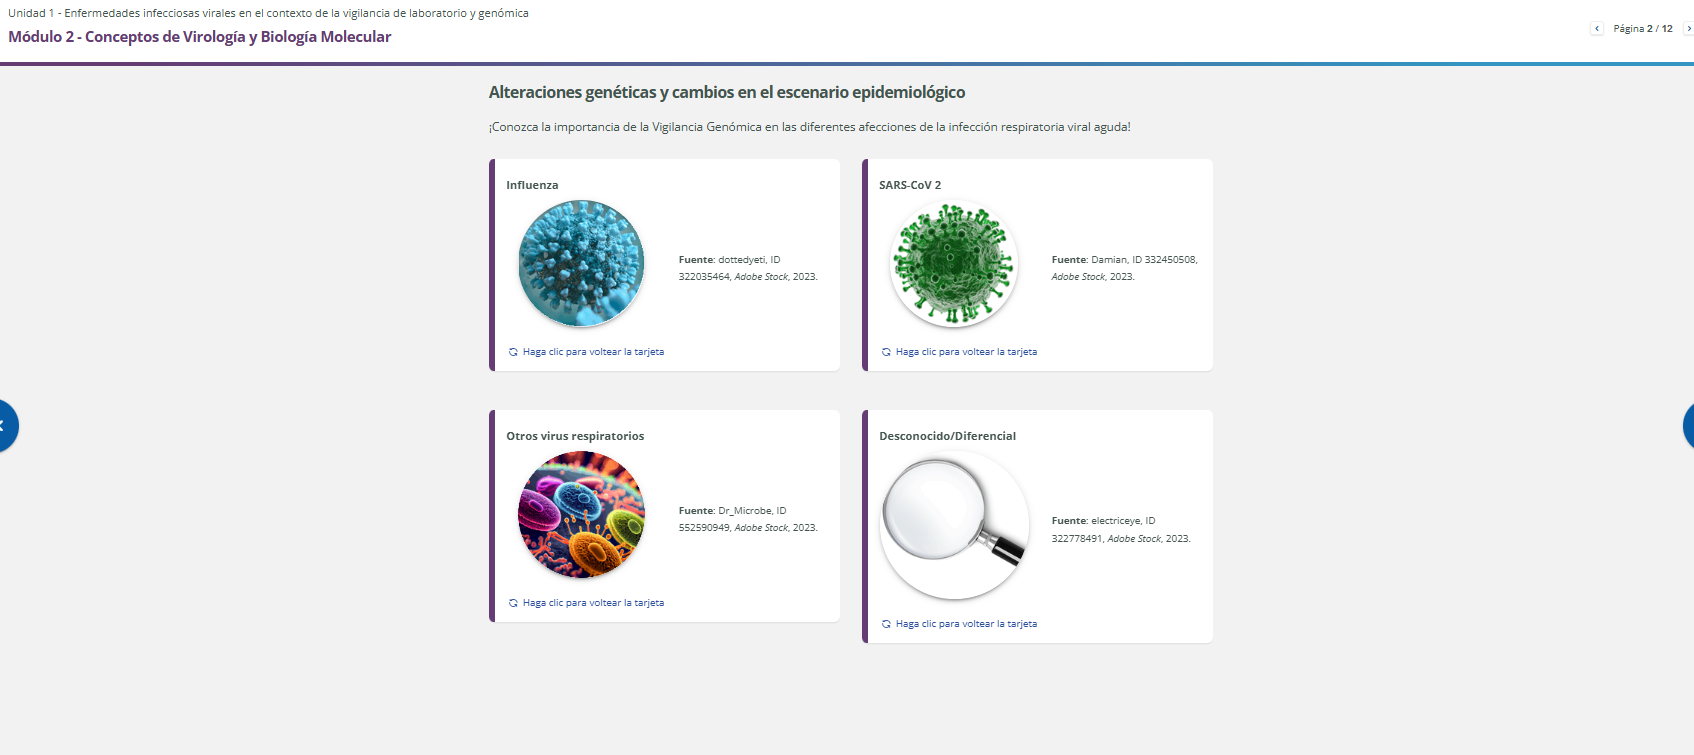 Unidad 1 - Enfermedades infecciosas virales en el contexto de la vigilancia de laboratorio y genómica
Módulo 2 - Conceptos de Virología y Biología Molecular
Página 2 / 12
Alteraciones genéticas y cambios en el escenario epidemiológico
¡Conozca la importancia de la Vigilancia Genómica en las diferentes afecciones de la infección respiratoria viral aguda!
Influenza
Fuente: dottedyeti, ID
322035464, Adobe Stock, 2023.
Haga clic para voltear la tarjeta
SARS-CoV 2
Fuente: Damian, ID 332450508,
Adobe Stock, 2023.
Haga clic para voltear la tarjeta
Otros virus respiratorios
Fuente: Dr_Microbe, ID
552590949, Adobe Stock, 2023.
Haga clic para voltear la tarjeta
Desconocido/Diferencial
Fuente: electriceye, ID
322778491, Adobe Stock, 2023.
Haga clic para voltear la tarjeta